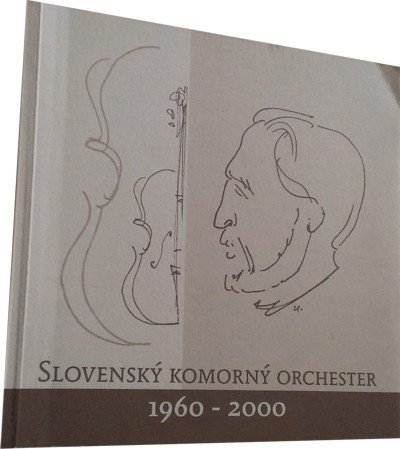 SLOVENSKÝ KOMORNÝ ORCHESTER
1960 - 2000